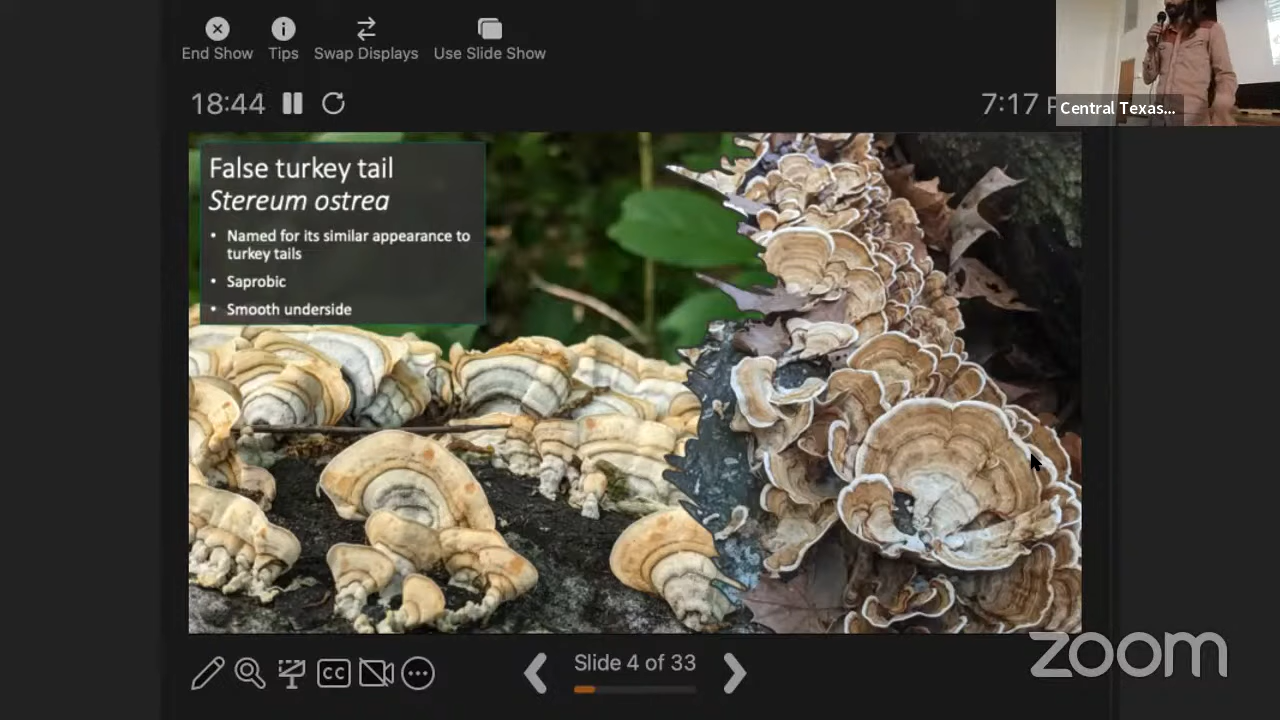 End Show
Tips
Swap Displays
Use Slide Show
18:44
7:17
Central Texas...
False turkey tail
Stereum ostrea
• Named for its similar appearance to
turkey tails
• Saprobic
• Smooth underside
CC
Slide 4 of 33
zoom